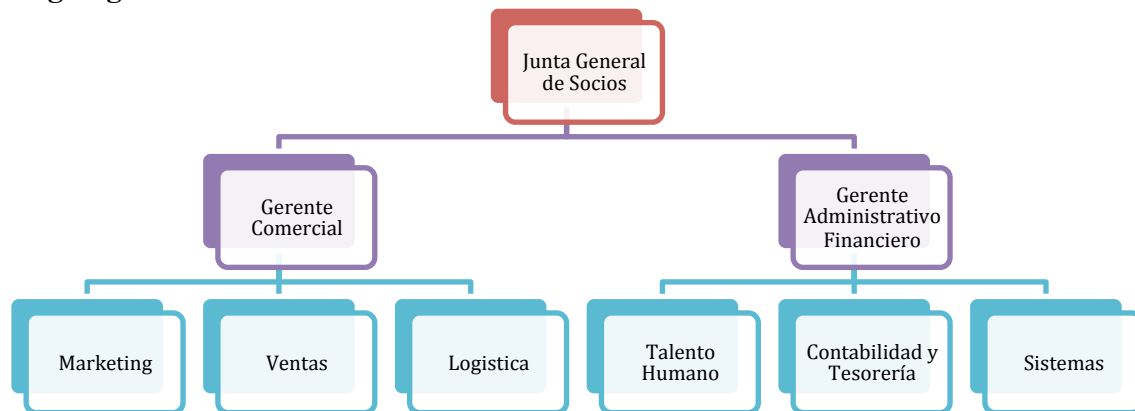 Junta General
de Socios
Gerente
Comercial
Gerente
Administrativo
Financiero
Marketing
Ventas
Logistica
Talento
Humano
Contabilidad y
Tesorería
Sistemas